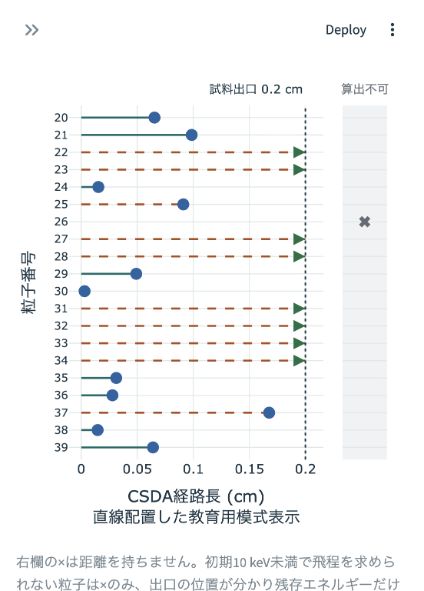 Deploy
試料出口 0.2 cm
算出不可
粒子番号
20
21
22
23
24
25
26
27
28
29
30
31
32
33
34
35
36
37
38
39
0 0.05 0.1 0.15 0.2
CSDA経路長 (cm)
直線配置した教育用模式表示
右欄の×は距離を持ちません。初期10 keV未満で飛程を求めら
れない粒子は×のみ、出口の位置が分かり残存エネルギーだけ